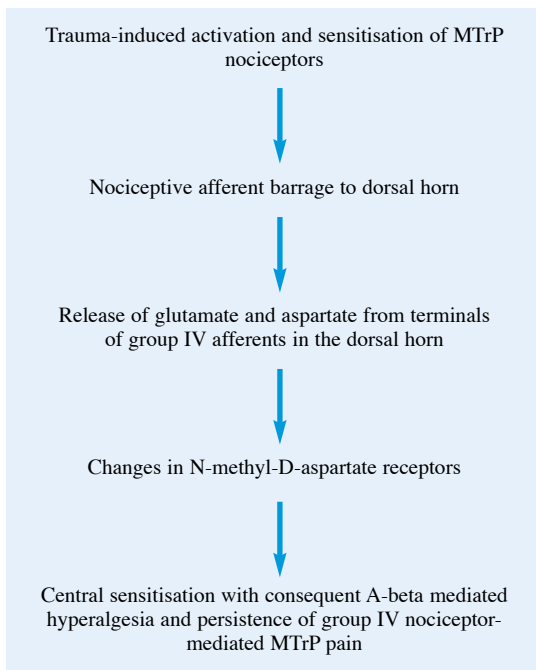 Trauma-induced activation and sensitisation of MTrP
nociceptors
Nociceptive afferent barrage to dorsal horn
Release of glutamate and aspartate from terminals
of group IV afferents in the dorsal horn
Changes in N-methyl-D-aspartate receptors
Central sensitisation with consequent A-beta mediated
hyperalgesia and persistence of group IV nociceptor-
mediated MTrP pain